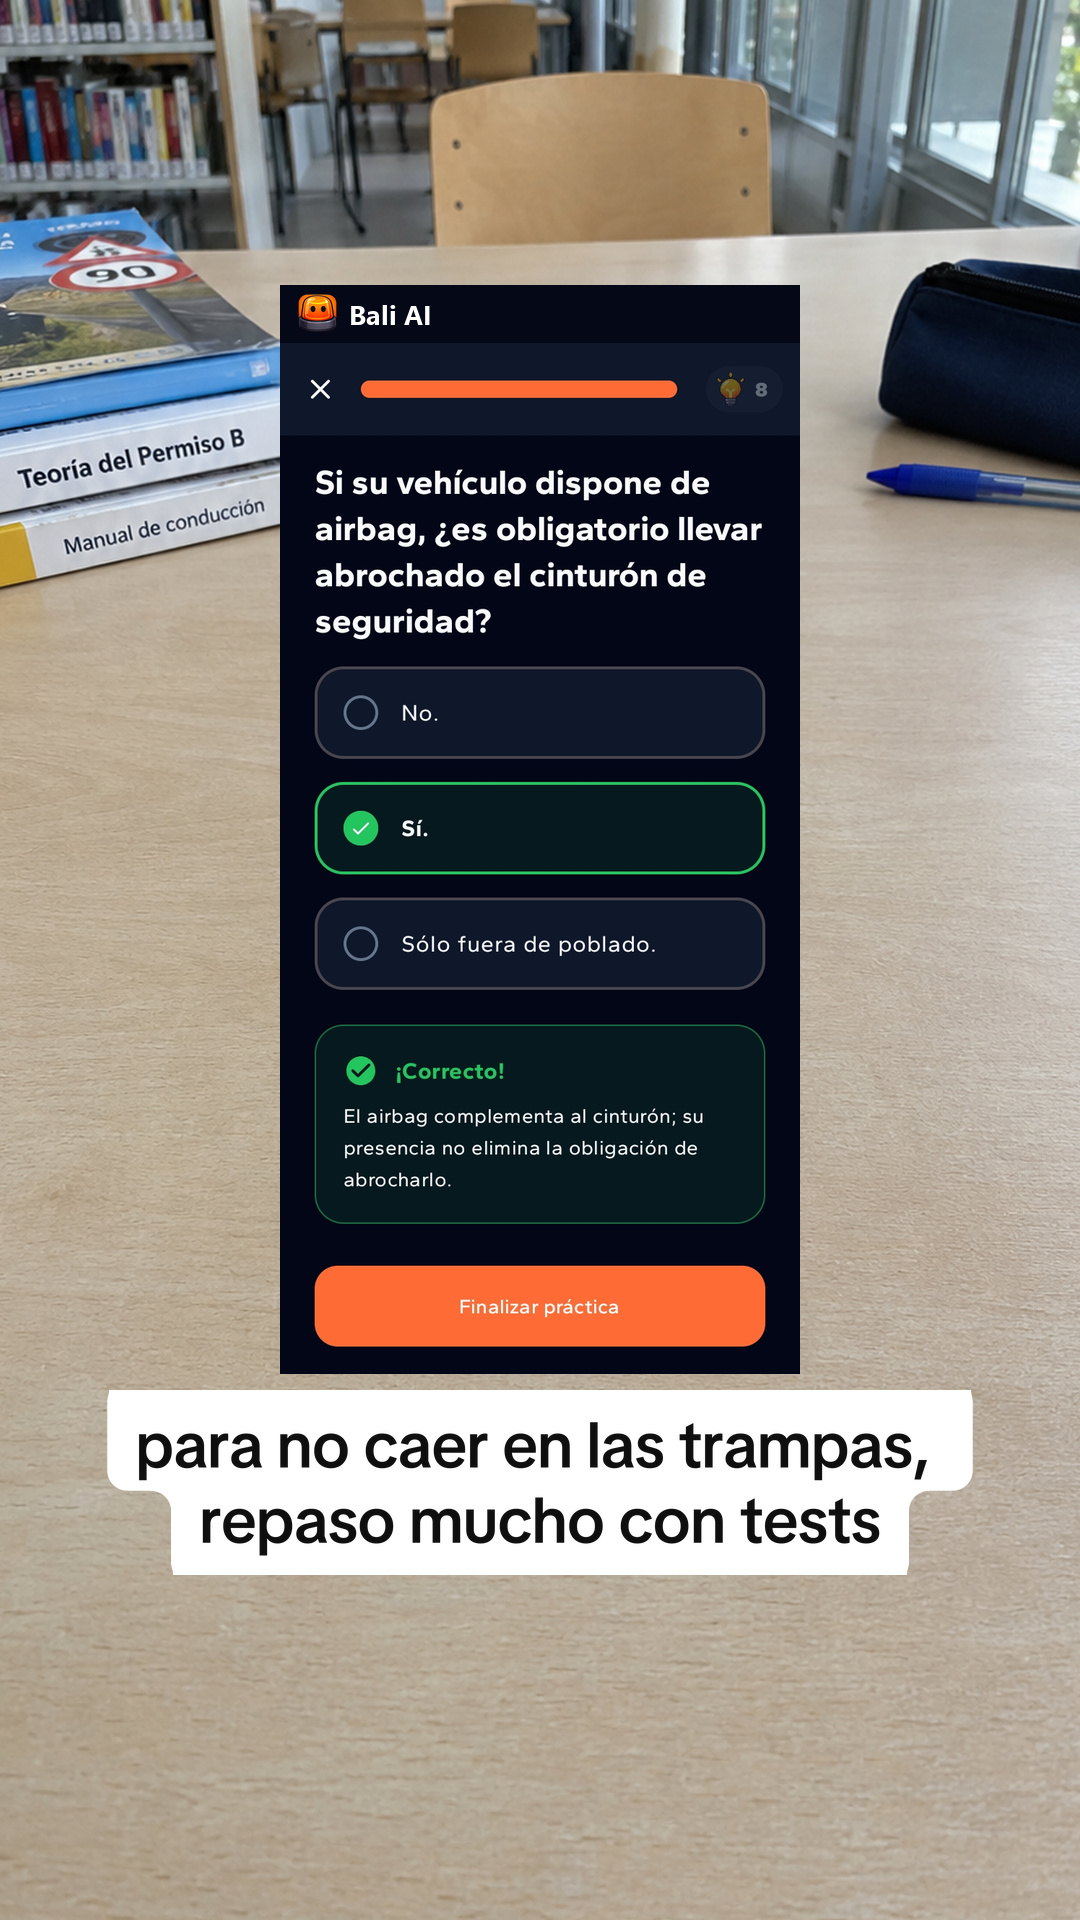 90
Teoría del Permiso B
Manual de conducción
Bali AI
8
Si su vehículo dispone de
airbag, ¿es obligatorio llevar
abrochado el cinturón de
seguridad?
No.
Sí.
Sólo fuera de poblado.
¡Correcto!
El airbag complementa al cinturón; su
presencia no elimina la obligación de
abrocharlo.
Finalizar práctica
para no caer en las trampas,
repaso mucho con tests